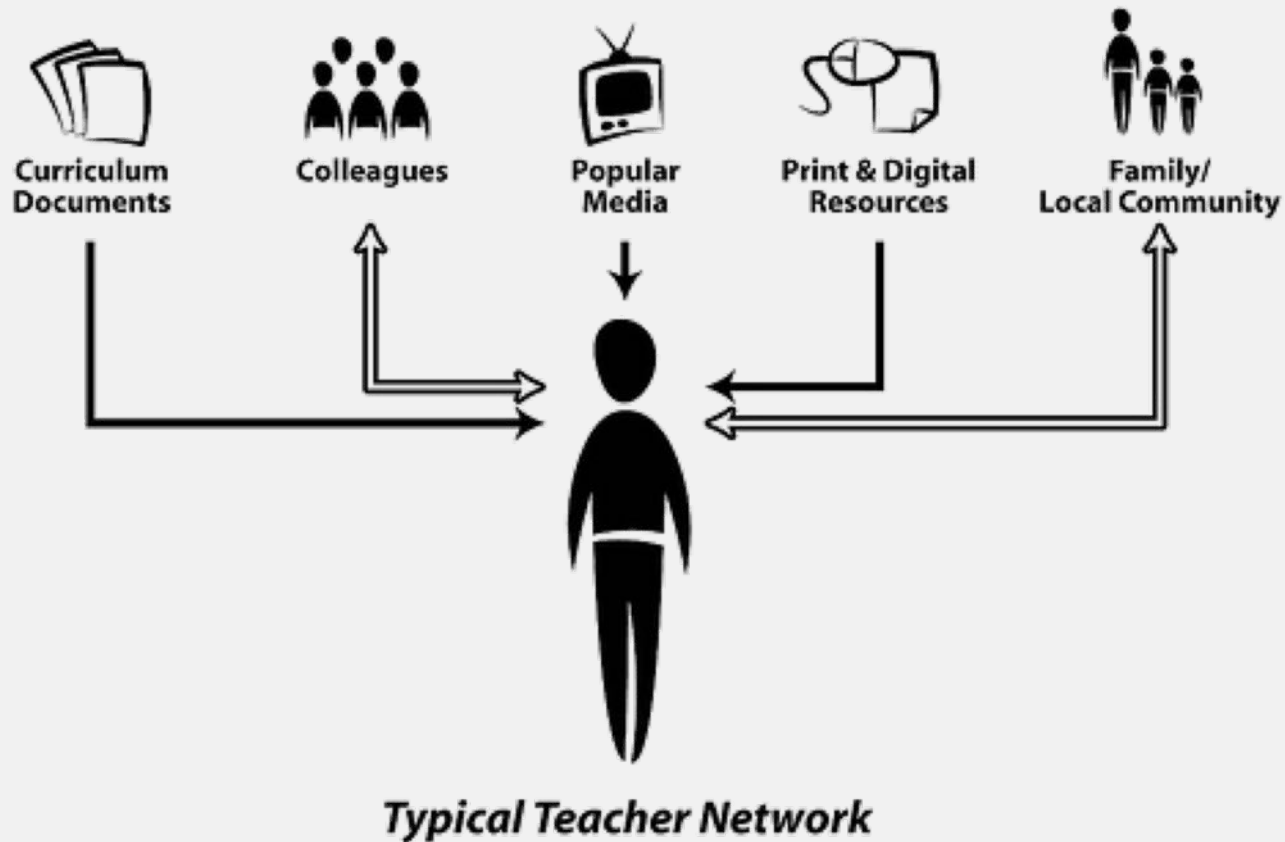 Curriculum
Documents
Colleagues
Popular
Media
Print & Digital
Resources
Family/
Local Community
Typical Teacher Network